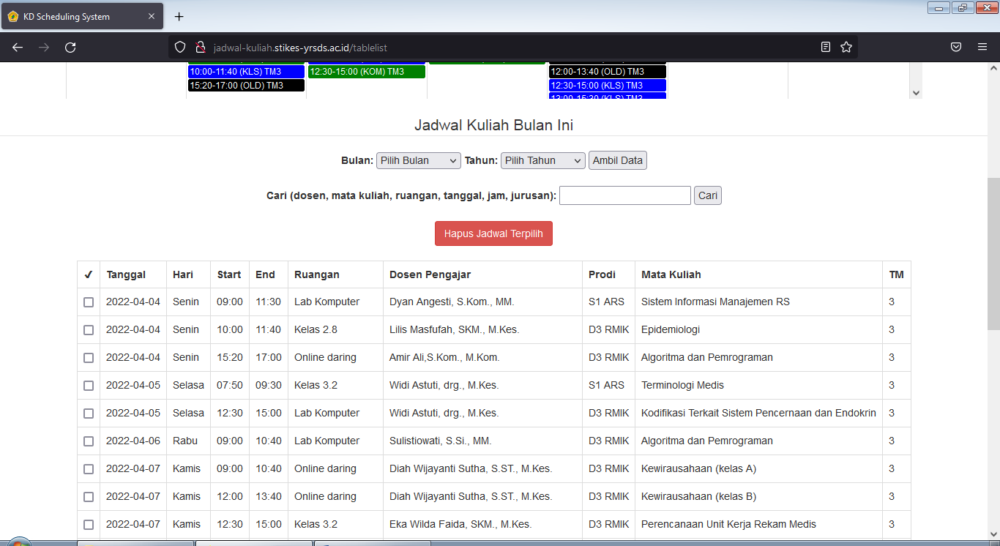 KD Scheduling System
jadwal-kuliah.stikes-yrsds.ac.id/tablelist
10:00-11:40 (KLS) TM3
12:30-15:00 (KOM) TM3
12:00-13:40 (OLD) TM3
15:20-17:00 (OLD) TM3
12:30-15:00 (KLS) TM3
13:00-15:30 (KLS) TM3
Jadwal Kuliah Bulan Ini
Bulan: Pilih Bulan Tahun: Pilih Tahun Ambil Data
Cari (dosen, mata kuliah, ruangan, tanggal, jam, jurusan): Cari
Hapus Jadwal Terpilih
✔ Tanggal Hari Start End Ruangan Dosen Pengajar Prodi Mata Kuliah TM
2022-04-04 Senin 09:00 11:30 Lab Komputer Dyan Angesti, S.Kom., MM. S1 ARS Sistem Informasi Manajemen RS 3
2022-04-04 Senin 10:00 11:40 Kelas 2.8 Lilis Masfufah, SKM., M.Kes. D3 RMIK Epidemiologi 3
2022-04-04 Senin 15:20 17:00 Online daring Amir Ali,S.Kom., M.Kom. D3 RMIK Algoritma dan Pemrograman 3
2022-04-05 Selasa 07:50 09:30 Kelas 3.2 Widi Astuti, drg., M.Kes. S1 ARS Terminologi Medis 3
2022-04-05 Selasa 12:30 15:00 Lab Komputer Widi Astuti, drg., M.Kes. D3 RMIK Kodifikasi Terkait Sistem Pencernaan dan Endokrin 3
2022-04-06 Rabu 09:00 10:40 Lab Komputer Sulistiowati, S.Si., MM. D3 RMIK Algoritma dan Pemrograman 3
2022-04-07 Kamis 09:00 10:40 Online daring Diah Wijayanti Sutha, S.ST., M.Kes. D3 RMIK Kewirausahaan (kelas A) 3
2022-04-07 Kamis 12:00 13:40 Online daring Diah Wijayanti Sutha, S.ST., M.Kes. D3 RMIK Kewirausahaan (kelas B) 3
2022-04-07 Kamis 12:30 15:00 Kelas 3.2 Eka Wilda Faida, SKM., M.Kes. D3 RMIK Perencanaan Unit Kerja Rekam Medis 3